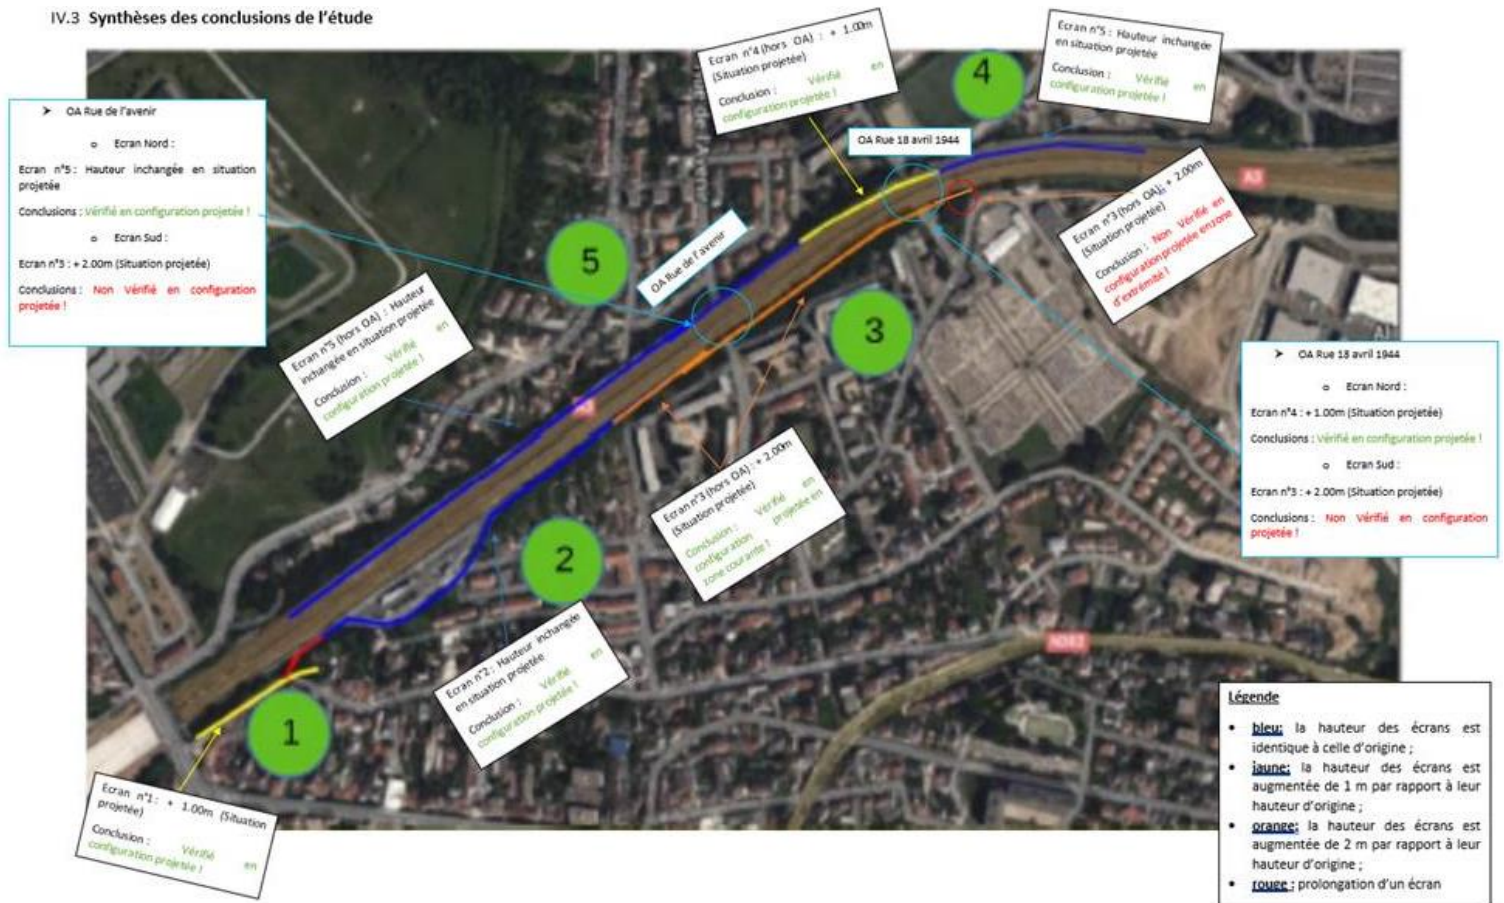 IV.3 Synthèses des conclusions de l'étude
➤ OA Rue de l'avenir
o Ecran Nord :
Ecran n°5 : Hauteur inchangée en situation
projetée
Conclusions : Vérifié en configuration projetée !
o Ecran Sud :
Ecran n°3 : + 2.00m (Situation projetée)
Conclusions : Non Vérifié en configuration
projetée !
Ecran n°4 (hors OA) : + 1.00m
(Situation projetée)
Conclusion : Vérifié en
configuration projetée !
4
Ecran n°5 : Hauteur inchangée
en situation projetée
Conclusion : Vérifié en
configuration projetée !
OA Rue 18 avril 1944
A3
Ecran n°3 (hors OA) : + 2.00m
(Situation projetée)
Conclusion : Non Vérifié en
configuration projetée en zone
d'extrémité !
5
OA Rue de l'avenir
3
Ecran n°5 (hors OA) : Hauteur
inchangée en situation projetée
Conclusion : Vérifié en
configuration projetée !
➤ OA Rue 18 avril 1944
o Ecran Nord :
Ecran n°4 : + 1.00m (Situation projetée)
Conclusions : Vérifié en configuration projetée !
o Ecran Sud :
Ecran n°3 : + 2.00m (Situation projetée)
Conclusions : Non Vérifié en configuration
projetée !
Ecran n°3 (hors OA) : + 2.00m
(Situation projetée)
Conclusion : Vérifié en
configuration projetée en
zone courante !
2
Ecran n°2 : Hauteur inchangée
en situation projetée
Conclusion : Vérifié en
configuration projetée !
1
Ecran n°1 : + 1.00m (Situation
projetée)
Conclusion : Vérifié en
configuration projetée !
Légende
• bleu: la hauteur des écrans est
identique à celle d'origine ;
• jaune: la hauteur des écrans est
augmentée de 1 m par rapport à leur
hauteur d'origine ;
• orange: la hauteur des écrans est
augmentée de 2 m par rapport à leur
hauteur d'origine ;
• rouge : prolongation d'un écran